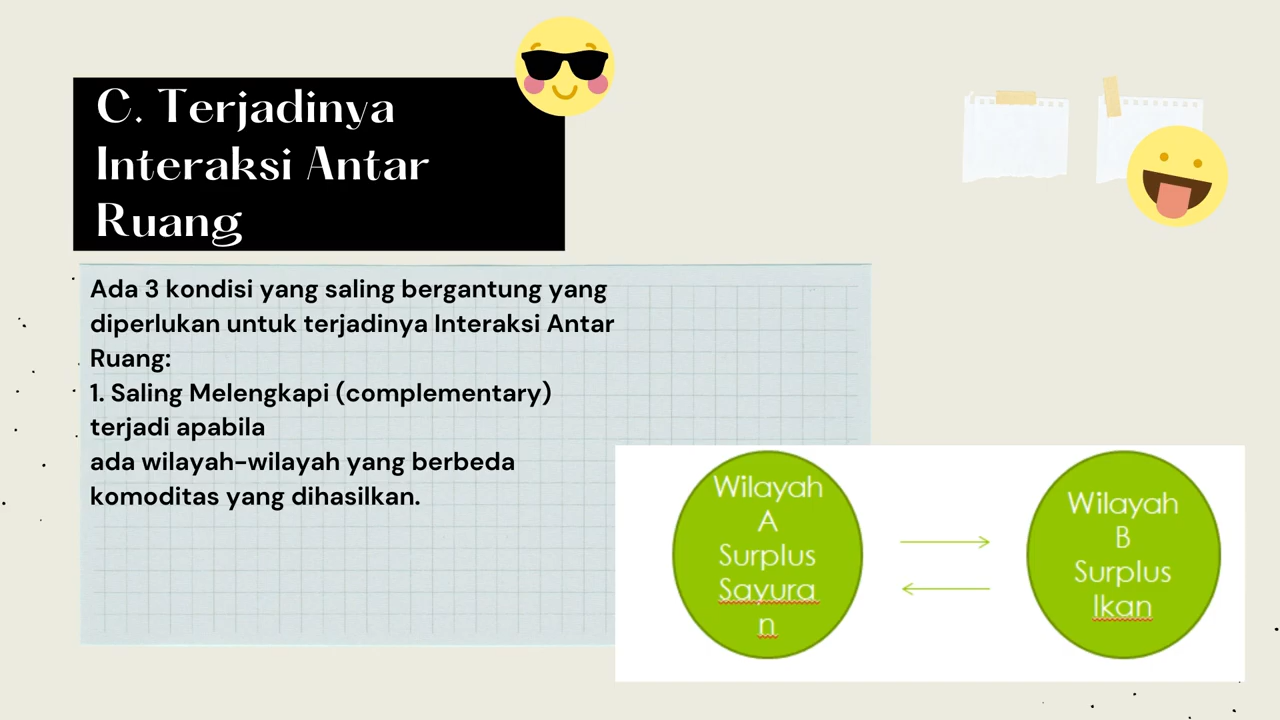 C. Terjadinya
Interaksi Antar
Ruang
Ada 3 kondisi yang saling bergantung yang
diperlukan untuk terjadinya Interaksi Antar
Ruang:
1. Saling Melengkapi (complementary)
terjadi apabila
ada wilayah-wilayah yang berbeda
komoditas yang dihasilkan.
Wilayah
A
Surplus
Sayura
n
Wilayah
B
Surplus
Ikan